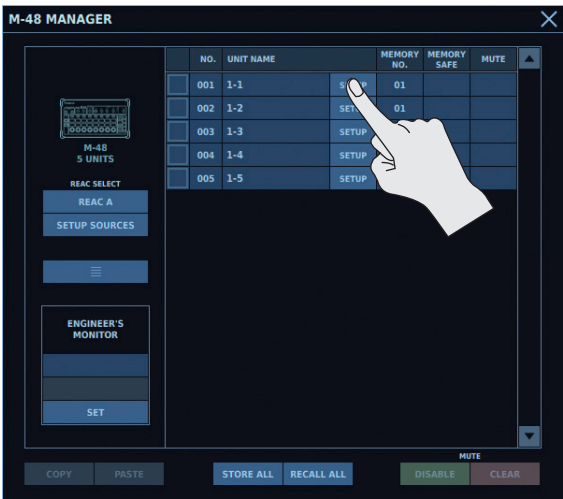 M-48 MANAGER
NO. UNIT NAME MEMORY NO. MEMORY SAFE MUTE
001 1-1 01
002 1-2 01
003 1-3 SETUP
004 1-4 SETUP
005 1-5 SETUP
M-48
5 UNITS
REAC SELECT
REAC A
SETUP SOURCES
ENGINEER'S
MONITOR
SET
MUTE
COPY PASTE STORE ALL RECALL ALL DISABLE CLEAR